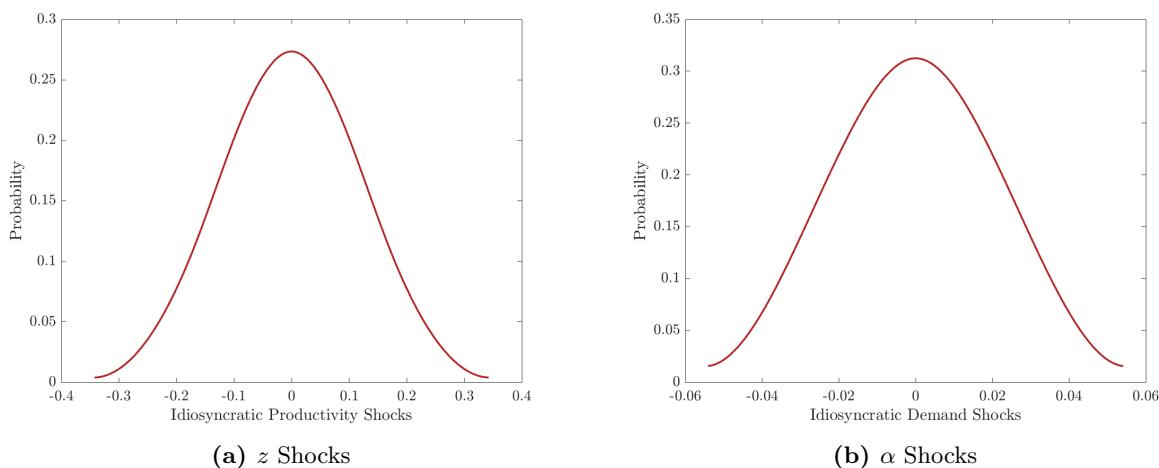 0.3
0.25
0.2
0.15
0.1
0.05
0
Probability
-0.4 -0.3 -0.2 -0.1 0 0.1 0.2 0.3 0.4
Idiosyncratic Productivity Shocks
(a) z Shocks
0.35
0.3
0.25
0.2
0.15
0.1
0.05
0
Probability
-0.06 -0.04 -0.02 0 0.02 0.04 0.06
Idiosyncratic Demand Shocks
(b) α Shocks